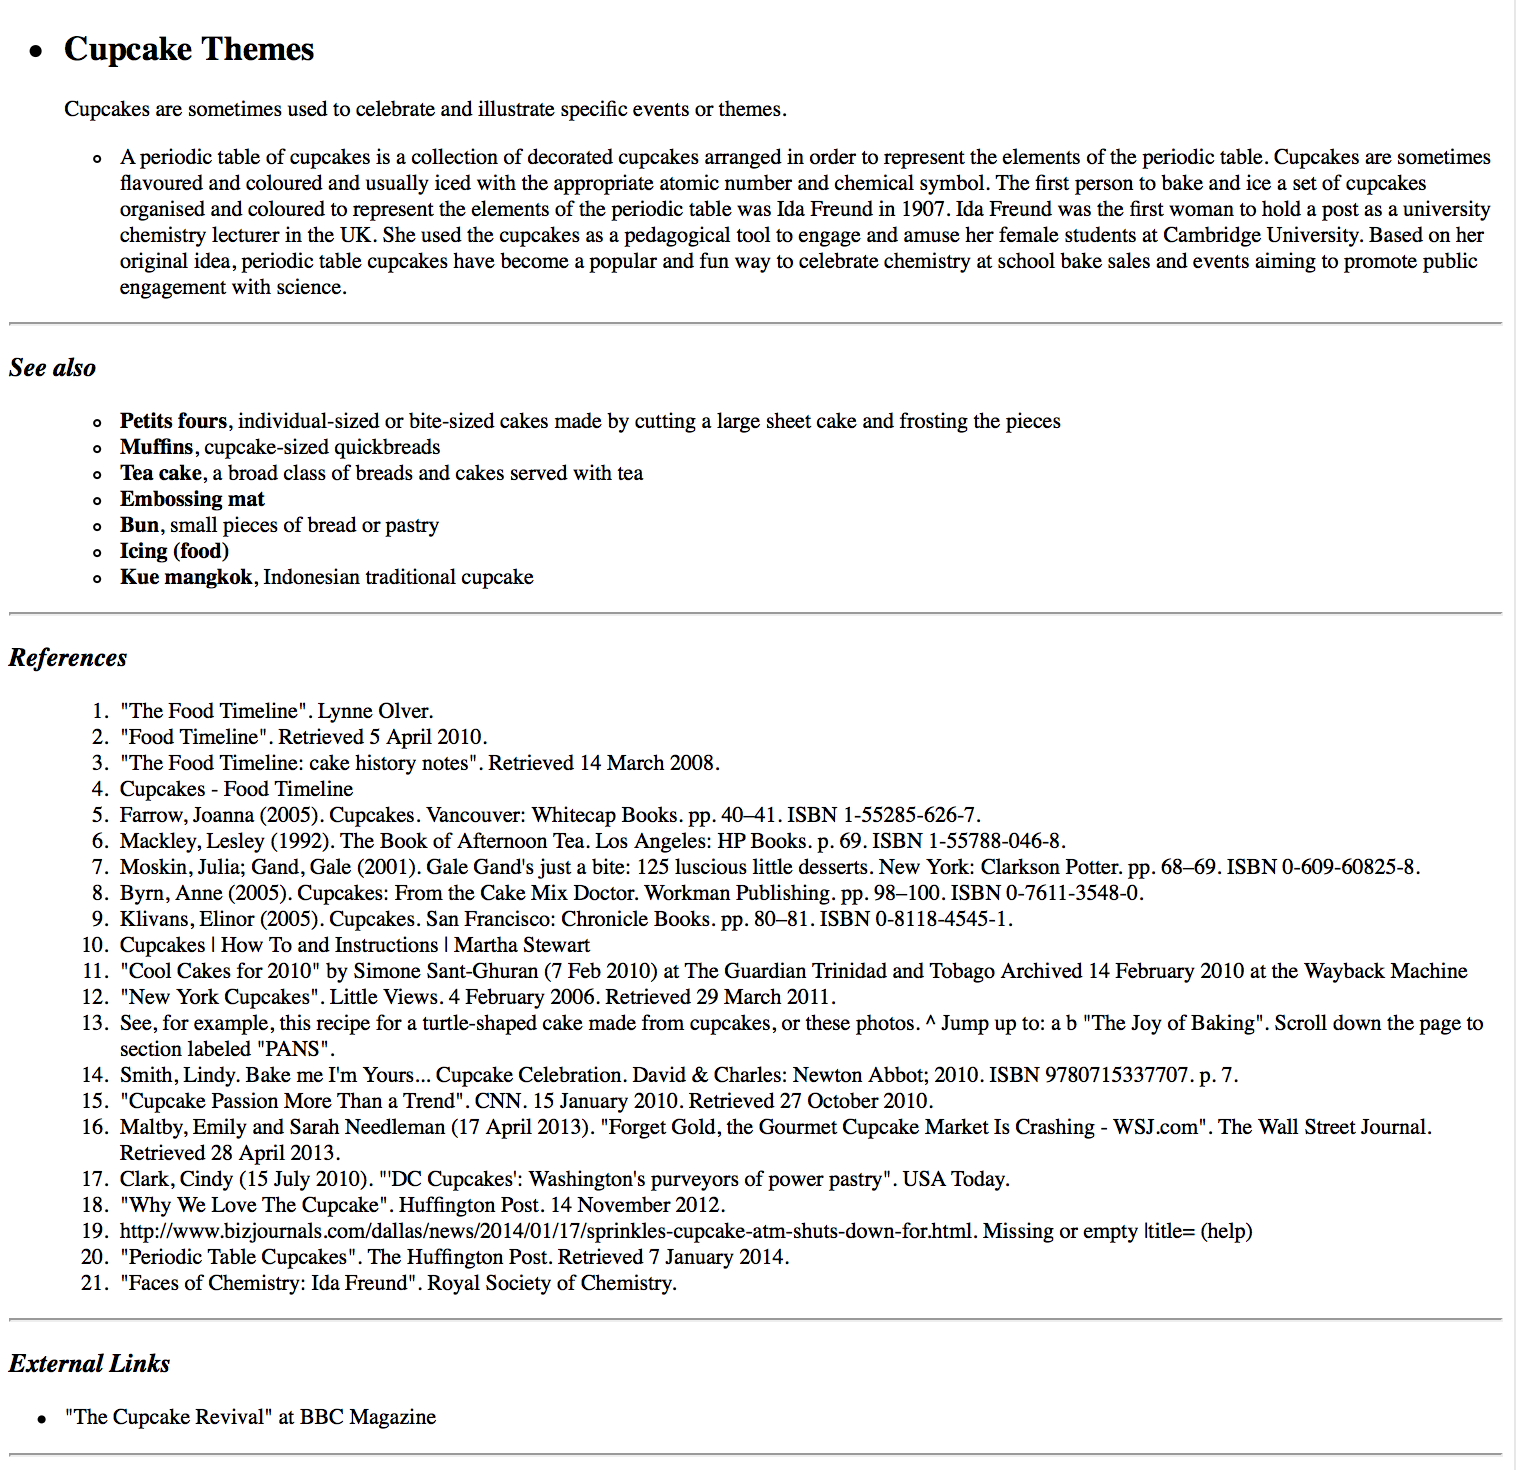 Cupcake Themes
Cupcakes are sometimes used to celebrate and illustrate specific events or themes.
A periodic table of cupcakes is a collection of decorated cupcakes arranged in order to represent the elements of the periodic table. Cupcakes are sometimes
flavoured and coloured and usually iced with the appropriate atomic number and chemical symbol. The first person to bake and ice a set of cupcakes
organised and coloured to represent the elements of the periodic table was Ida Freund in 1907. Ida Freund was the first woman to hold a post as a university
chemistry lecturer in the UK. She used the cupcakes as a pedagogical tool to engage and amuse her female students at Cambridge University. Based on her
original idea, periodic table cupcakes have become a popular and fun way to celebrate chemistry at school bake sales and events aiming to promote public
engagement with science.
See also
Petits fours, individual-sized or bite-sized cakes made by cutting a large sheet cake and frosting the pieces
Muffins, cupcake-sized quickbreads
Tea cake, a broad class of breads and cakes served with tea
Embossing mat
Bun, small pieces of bread or pastry
Icing (food)
Kue mangkok, Indonesian traditional cupcake
References
1. "The Food Timeline". Lynne Olver.
2. "Food Timeline". Retrieved 5 April 2010.
3. "The Food Timeline: cake history notes". Retrieved 14 March 2008.
4. Cupcakes - Food Timeline
5. Farrow, Joanna (2005). Cupcakes. Vancouver: Whitecap Books. pp. 40–41. ISBN 1-55285-626-7.
6. Mackley, Lesley (1992). The Book of Afternoon Tea. Los Angeles: HP Books. p. 69. ISBN 1-55788-046-8.
7. Moskin, Julia; Gand, Gale (2001). Gale Gand's just a bite: 125 luscious little desserts. New York: Clarkson Potter. pp. 68–69. ISBN 0-609-60825-8.
8. Byrn, Anne (2005). Cupcakes: From the Cake Mix Doctor. Workman Publishing. pp. 98–100. ISBN 0-7611-3548-0.
9. Klivans, Elinor (2005). Cupcakes. San Francisco: Chronicle Books. pp. 80–81. ISBN 0-8118-4545-1.
10. Cupcakes | How To and Instructions | Martha Stewart
11. "Cool Cakes for 2010" by Simone Sant-Ghuran (7 Feb 2010) at The Guardian Trinidad and Tobago Archived 14 February 2010 at the Wayback Machine
12. "New York Cupcakes". Little Views. 4 February 2006. Retrieved 29 March 2011.
13. See, for example, this recipe for a turtle-shaped cake made from cupcakes, or these photos. ^ Jump up to: a b "The Joy of Baking". Scroll down the page to
section labeled "PANS".
14. Smith, Lindy. Bake me I'm Yours... Cupcake Celebration. David & Charles: Newton Abbot; 2010. ISBN 9780715337707. p. 7.
15. "Cupcake Passion More Than a Trend". CNN. 15 January 2010. Retrieved 27 October 2010.
16. Maltby, Emily and Sarah Needleman (17 April 2013). "Forget Gold, the Gourmet Cupcake Market Is Crashing - WSJ.com". The Wall Street Journal.
Retrieved 28 April 2013.
17. Clark, Cindy (15 July 2010). "'DC Cupcakes': Washington's purveyors of power pastry". USA Today.
18. "Why We Love The Cupcake". Huffington Post. 14 November 2012.
19. http://www.bizjournals.com/dallas/news/2014/01/17/sprinkles-cupcake-atm-shuts-down-for.html. Missing or empty |title= (help)
20. "Periodic Table Cupcakes". The Huffington Post. Retrieved 7 January 2014.
21. "Faces of Chemistry: Ida Freund". Royal Society of Chemistry.
External Links
"The Cupcake Revival" at BBC Magazine